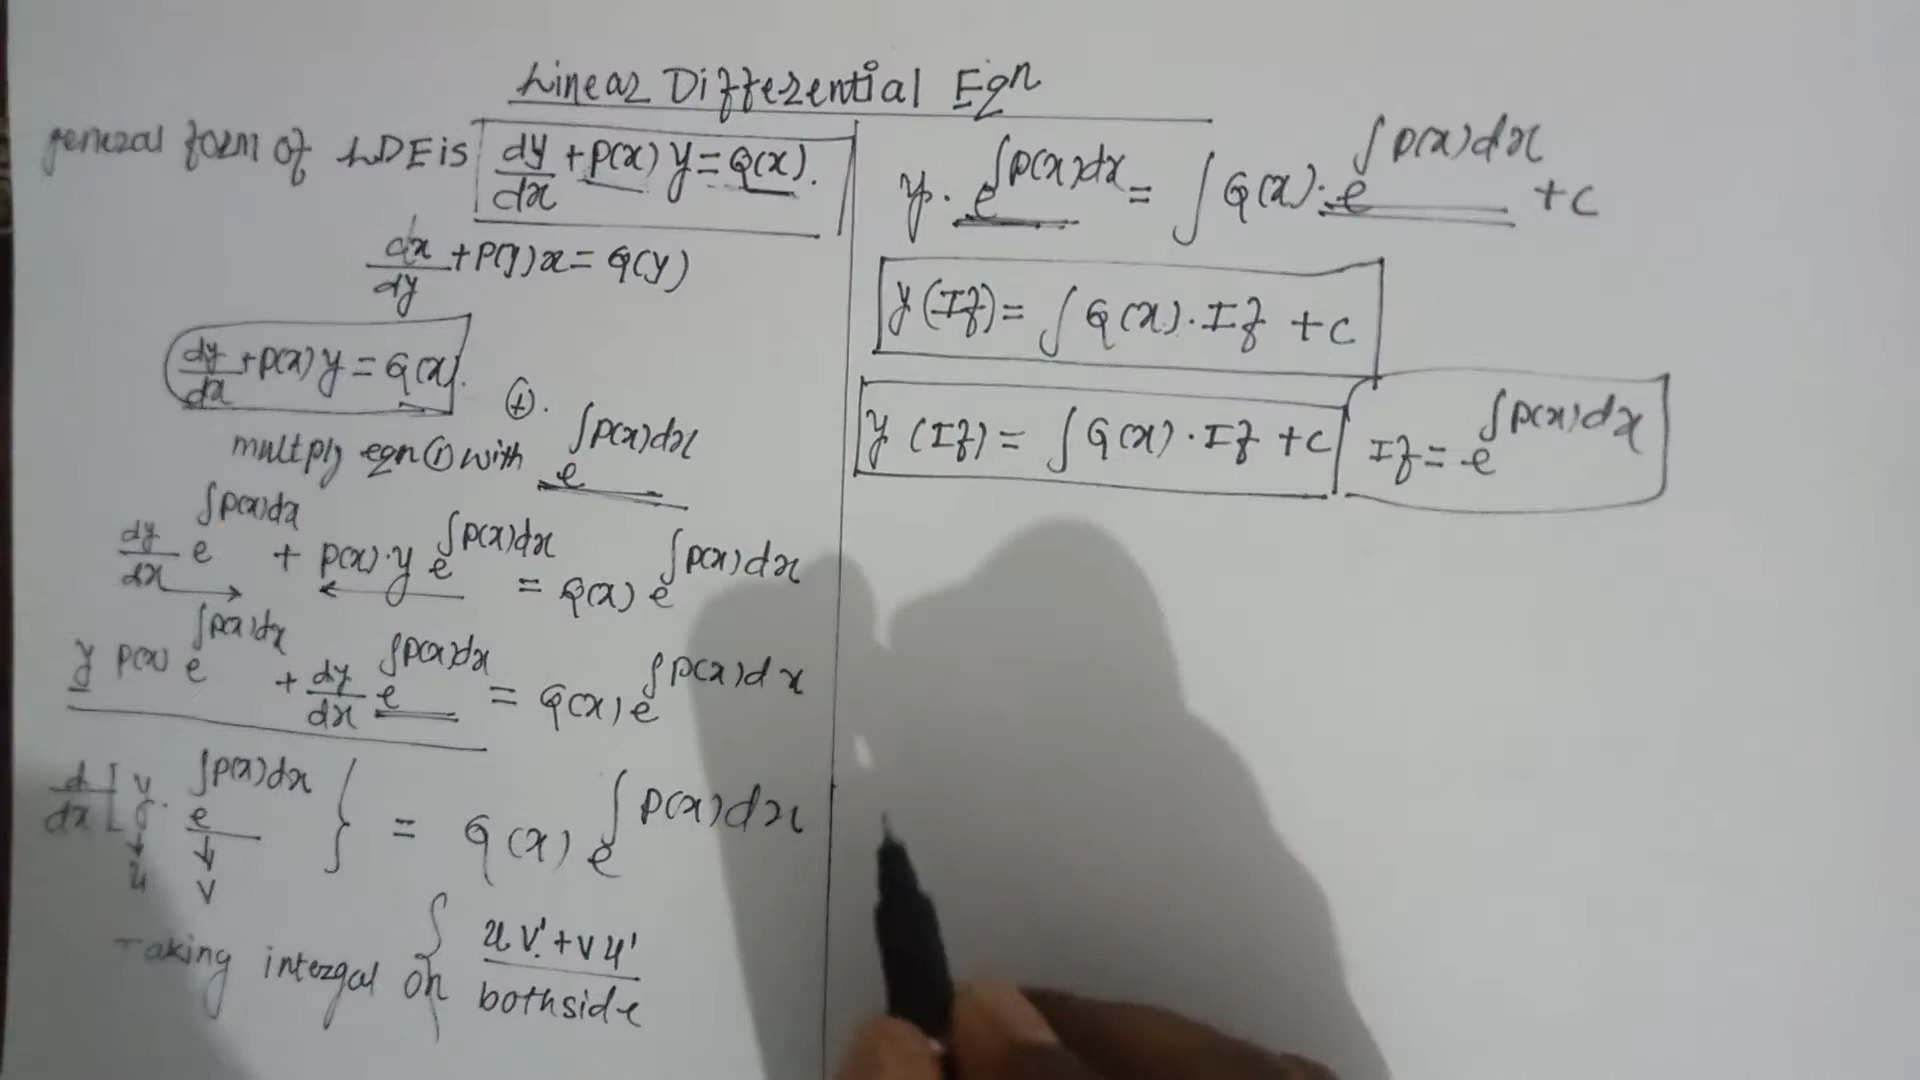 Linear Differential Eqn
general form of LDE is dy/dx + P(x) y = Q(x).
dx/dy + P(y) x = Q(y)
dy/dx + P(x) y = Q(x).
①.
multply eqn ① with e^∫P(x)dx
dy/dx e^∫P(x)dx + P(x)·y e^∫P(x)dx = Q(x) e^∫P(x)dx
y P(x) e^∫P(x)dx + dy/dx e^∫P(x)dx = Q(x) e^∫P(x)dx
d/dx [ y · e^∫P(x)dx } = Q(x) e^∫P(x)dx
u v
∫ uv' + vu'
Taking integral on bothside
y · e^∫P(x)dx = ∫ Q(x) · e^∫P(x)dx + c
y (If) = ∫ Q(x) · If + c
y (If) = ∫ Q(x) · If + c
If = e^∫P(x)dx